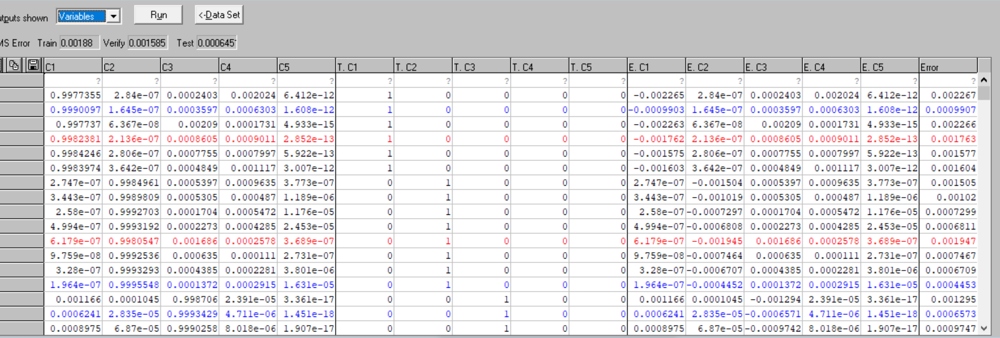 utputs shown Variables Run <-Data Set
MS Error Train 0.00188 Verify 0.001585 Test 0.000645
C1 C2 C3 C4 C5 T. C1 T. C2 T. C3 T. C4 T. C5 E. C1 E. C2 E. C3 E. C4 E. C5 Error
? ? ? ? ? ? ? ? ? ? ? ? ? ? ? ?
0.9977355 2.84e-07 0.0002403 0.002024 6.412e-12 1 0 0 0 0 -0.002265 2.84e-07 0.0002403 0.002024 6.412e-12 0.002267
0.9990097 1.645e-07 0.0003597 0.0006303 1.608e-12 1 0 0 0 0 -0.0009903 1.645e-07 0.0003597 0.0006303 1.608e-12 0.0009907
0.997737 6.367e-08 0.00209 0.0001731 4.933e-15 1 0 0 0 0 -0.002263 6.367e-08 0.00209 0.0001731 4.933e-15 0.002266
0.9982381 2.136e-07 0.0008605 0.0009011 2.852e-13 1 0 0 0 0 -0.001762 2.136e-07 0.0008605 0.0009011 2.852e-13 0.001763
0.9984246 2.806e-07 0.0007755 0.0007997 5.922e-13 1 0 0 0 0 -0.001575 2.806e-07 0.0007755 0.0007997 5.922e-13 0.001577
0.9983974 3.642e-07 0.0004849 0.001117 3.007e-12 1 0 0 0 0 -0.001603 3.642e-07 0.0004849 0.001117 3.007e-12 0.001604
2.747e-07 0.9984961 0.0005397 0.0009635 3.773e-07 0 1 0 0 0 2.747e-07 -0.001504 0.0005397 0.0009635 3.773e-07 0.001505
3.443e-07 0.9989809 0.0005305 0.000487 1.189e-06 0 1 0 0 0 3.443e-07 -0.001019 0.0005305 0.000487 1.189e-06 0.00102
2.58e-07 0.9992703 0.0001704 0.0005472 1.176e-05 0 1 0 0 0 2.58e-07 -0.0007297 0.0001704 0.0005472 1.176e-05 0.0007299
4.994e-07 0.9993192 0.0002273 0.0004285 2.453e-05 0 1 0 0 0 4.994e-07 -0.0006808 0.0002273 0.0004285 2.453e-05 0.0006811
6.179e-07 0.9980547 0.001686 0.0002578 3.689e-07 0 1 0 0 0 6.179e-07 -0.001945 0.001686 0.0002578 3.689e-07 0.001947
9.759e-08 0.9992536 0.000635 0.000111 2.731e-07 0 1 0 0 0 9.759e-08 -0.0007464 0.000635 0.000111 2.731e-07 0.0007467
3.28e-07 0.9993293 0.0004385 0.0002281 3.801e-06 0 1 0 0 0 3.28e-07 -0.0006707 0.0004385 0.0002281 3.801e-06 0.0006709
1.964e-07 0.9995548 0.0001372 0.0002915 1.631e-05 0 1 0 0 0 1.964e-07 -0.0004452 0.0001372 0.0002915 1.631e-05 0.0004453
0.001166 0.0001045 0.998706 2.391e-05 3.361e-17 0 0 1 0 0 0.001166 0.0001045 -0.001294 2.391e-05 3.361e-17 0.001295
0.0006241 2.835e-05 0.9993429 4.711e-06 1.451e-18 0 0 1 0 0 0.0006241 2.835e-05 -0.0006571 4.711e-06 1.451e-18 0.0006573
0.0008975 6.87e-05 0.9990258 8.018e-06 1.907e-17 0 0 1 0 0 0.0008975 6.87e-05 -0.0009742 8.018e-06 1.907e-17 0.0009747